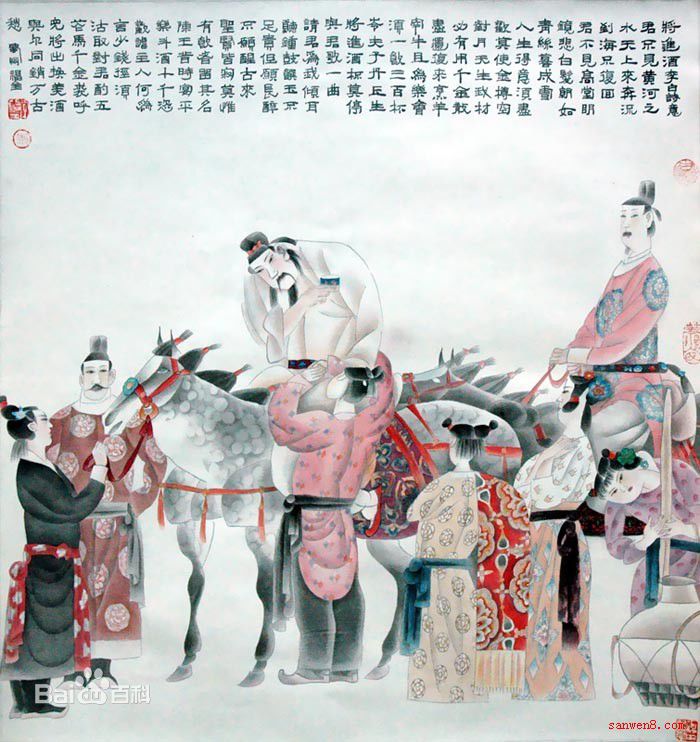 將進酒李白詩意
君不見黃河之
水天上來奔流
到海不復回
君不見高堂明
鏡悲白髮朝如
青絲暮成雪
人生得意須盡
歡莫使金樽空
對月天生我材
必有用千金散
盡還復來烹羊
宰牛且為樂會
須一飲三百杯
岑夫子丹丘生
將進酒杯莫停
與君歌一曲
請君為我傾耳
聽鐘鼓饌玉不
足貴但願長醉
不願醒古來
聖賢皆寂寞惟
有飲者留其名
陳王昔時宴平
樂斗酒十千恣
歡謔主人何為
言少錢徑須
沽取對君酌五
花馬千金裘呼
兒將出換美酒
與爾同銷萬古
愁
Bai百科
www.sanwen8.com